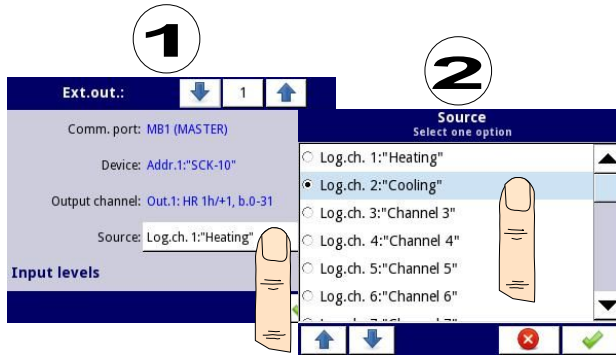 1
Ext.out.:
1
Comm. port: MB1 (MASTER)
Device: Addr.1:"SCK-10"
Output channel: Out.1: HR 1h/+1, b.0-31
Source: Log.ch. 1:"Heating"
Input levels
2
Source
Select one option
Log.ch. 1:"Heating"
Log.ch. 2:"Cooling"
Log.ch. 3:"Channel 3"
Log.ch. 4:"Channel 4"
Log.ch. 5:"Channel 5"
Log.ch. 6:"Channel 6"